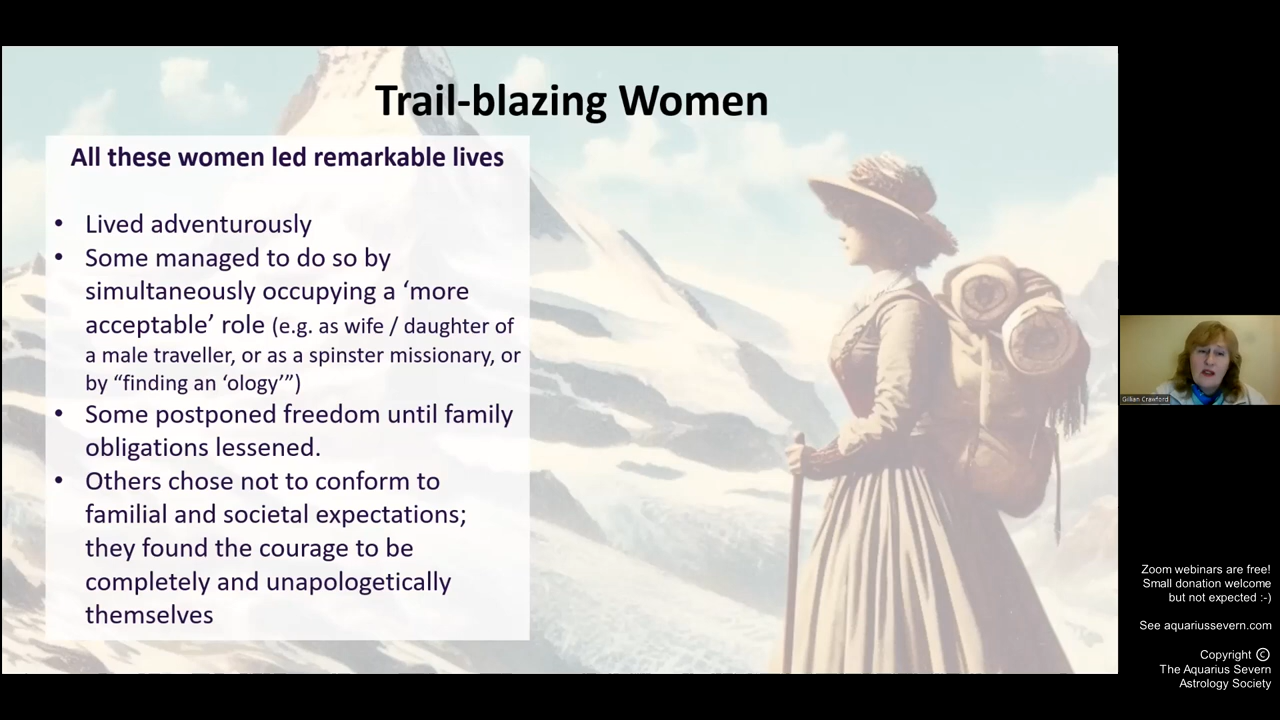 Trail-blazing Women
All these women led remarkable lives
• Lived adventurously
• Some managed to do so by
simultaneously occupying a ‘more
acceptable’ role (e.g. as wife / daughter of
a male traveller, or as a spinster missionary, or
by “finding an ‘ology’”)
• Some postponed freedom until family
obligations lessened.
• Others chose not to conform to
familial and societal expectations;
they found the courage to be
completely and unapologetically
themselves
Gillian Crawford
Zoom webinars are free!
Small donation welcome
but not expected :-)
See aquariussevern.com
Copyright ©
The Aquarius Severn
Astrology Society